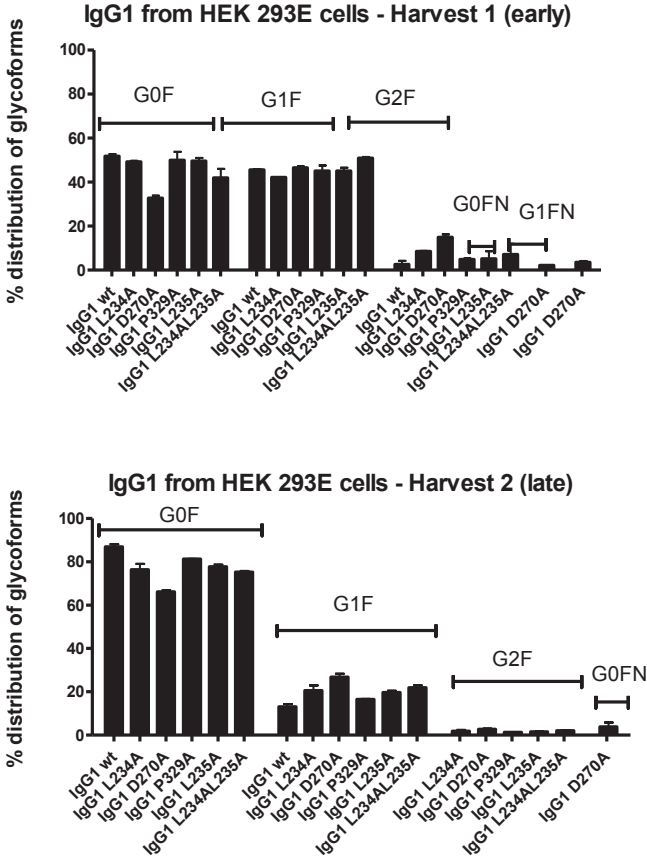 IgG1 from HEK 293E cells - Harvest 1 (early)
% distribution of glycoforms
100
80
60
40
20
0
G0F
G1F
G2F
G0FN
G1FN
IgG1 wt
IgG1 L234A
IgG1 D270A
IgG1 P329A
IgG1 L235A
IgG1 L234AL235A
IgG1 wt
IgG1 L234A
IgG1 D270A
IgG1 P329A
IgG1 L235A
IgG1 L234AL235A
IgG1 wt
IgG1 L234A
IgG1 D270A
IgG1 P329A
IgG1 L235A
IgG1 L234AL235A
IgG1 D270A
IgG1 D270A
IgG1 from HEK 293E cells - Harvest 2 (late)
% distribution of glycoforms
100
80
60
40
20
0
G0F
G1F
G2F
G0FN
IgG1 wt
IgG1 L234A
IgG1 D270A
IgG1 P329A
IgG1 L235A
IgG1 L234AL235A
IgG1 wt
IgG1 L234A
IgG1 D270A
IgG1 P329A
IgG1 L235A
IgG1 L234AL235A
IgG1 L234A
IgG1 D270A
IgG1 P329A
IgG1 L235A
IgG1 L234AL235A
IgG1 D270A